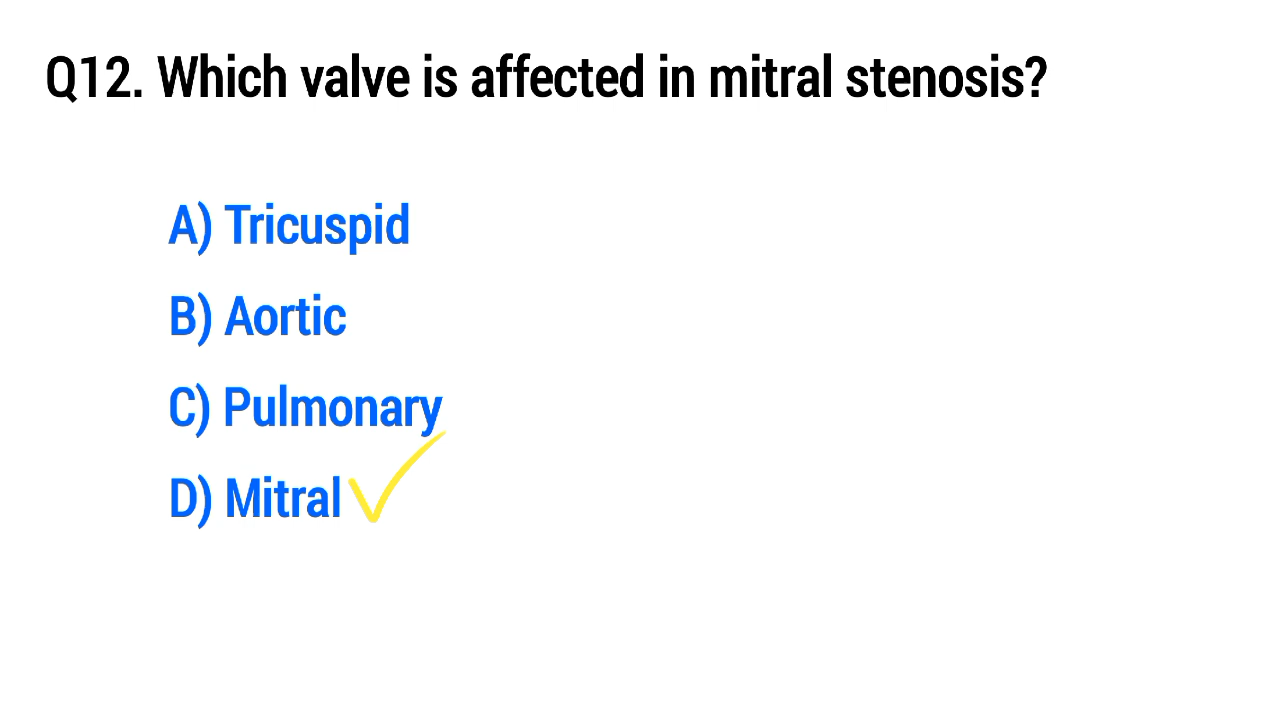 Q12. Which valve is affected in mitral stenosis?
A) Tricuspid
B) Aortic
C) Pulmonary
D) Mitral